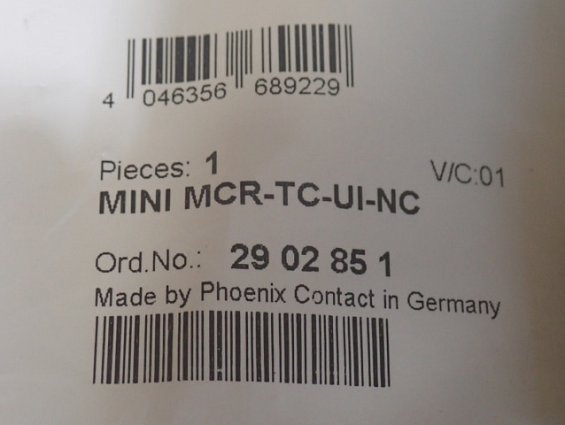 4 046356 689229
Pieces: 1 V/C:01
MINI MCR-TC-UI-NC
Ord.No.: 29 02 85 1
Made by Phoenix Contact in Germany